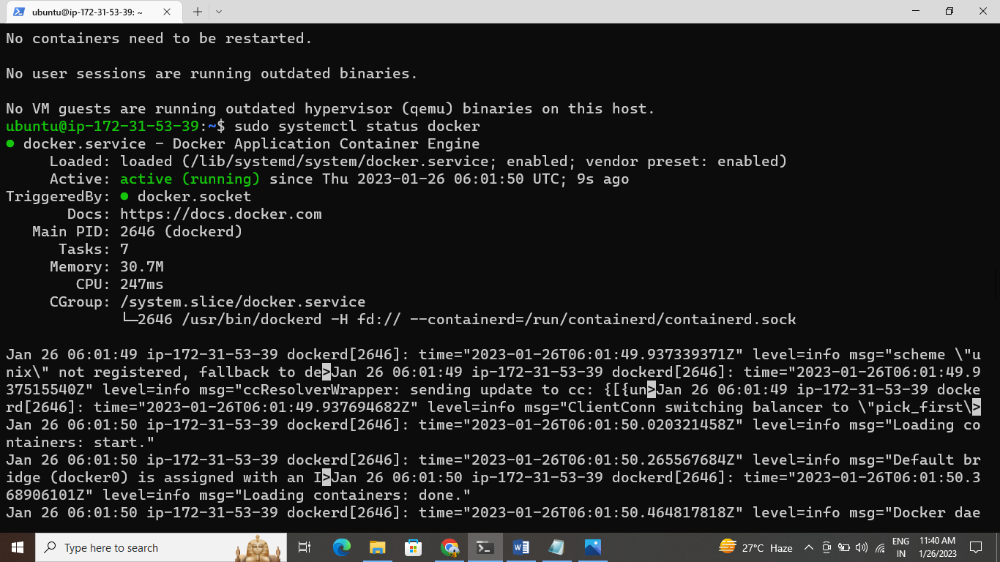 ubuntu@ip-172-31-53-39: ~
No containers need to be restarted.
No user sessions are running outdated binaries.
No VM guests are running outdated hypervisor (qemu) binaries on this host.
ubuntu@ip-172-31-53-39:~$ sudo systemctl status docker
● docker.service - Docker Application Container Engine
Loaded: loaded (/lib/systemd/system/docker.service; enabled; vendor preset: enabled)
Active: active (running) since Thu 2023-01-26 06:01:50 UTC; 9s ago
TriggeredBy: ● docker.socket
Docs: https://docs.docker.com
Main PID: 2646 (dockerd)
Tasks: 7
Memory: 30.7M
CPU: 247ms
CGroup: /system.slice/docker.service
└─2646 /usr/bin/dockerd -H fd:// --containerd=/run/containerd/containerd.sock
Jan 26 06:01:49 ip-172-31-53-39 dockerd[2646]: time="2023-01-26T06:01:49.937339371Z" level=info msg="scheme \"u
nix\" not registered, fallback to de>Jan 26 06:01:49 ip-172-31-53-39 dockerd[2646]: time="2023-01-26T06:01:49.9
37515540Z" level=info msg="ccResolverWrapper: sending update to cc: {[{un>Jan 26 06:01:49 ip-172-31-53-39 docke
rd[2646]: time="2023-01-26T06:01:49.937694682Z" level=info msg="ClientConn switching balancer to \"pick_first\>
Jan 26 06:01:50 ip-172-31-53-39 dockerd[2646]: time="2023-01-26T06:01:50.020321458Z" level=info msg="Loading co
ntainers: start."
Jan 26 06:01:50 ip-172-31-53-39 dockerd[2646]: time="2023-01-26T06:01:50.265567684Z" level=info msg="Default br
idge (docker0) is assigned with an I>Jan 26 06:01:50 ip-172-31-53-39 dockerd[2646]: time="2023-01-26T06:01:50.3
68906101Z" level=info msg="Loading containers: done."
Jan 26 06:01:50 ip-172-31-53-39 dockerd[2646]: time="2023-01-26T06:01:50.464817818Z" level=info msg="Docker dae
Type here to search
27°C Haze
ENG
IN
11:40 AM
1/26/2023